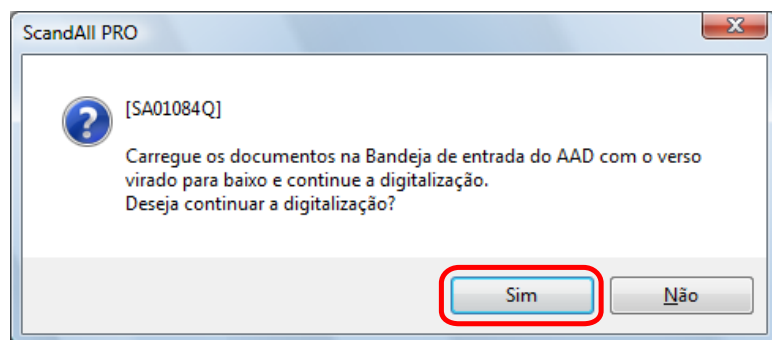 ScandAll PRO
[SA01084Q]
Carregue os documentos na Bandeja de entrada do AAD com o verso
virado para baixo e continue a digitalização.
Deseja continuar a digitalização?
Sim
Não